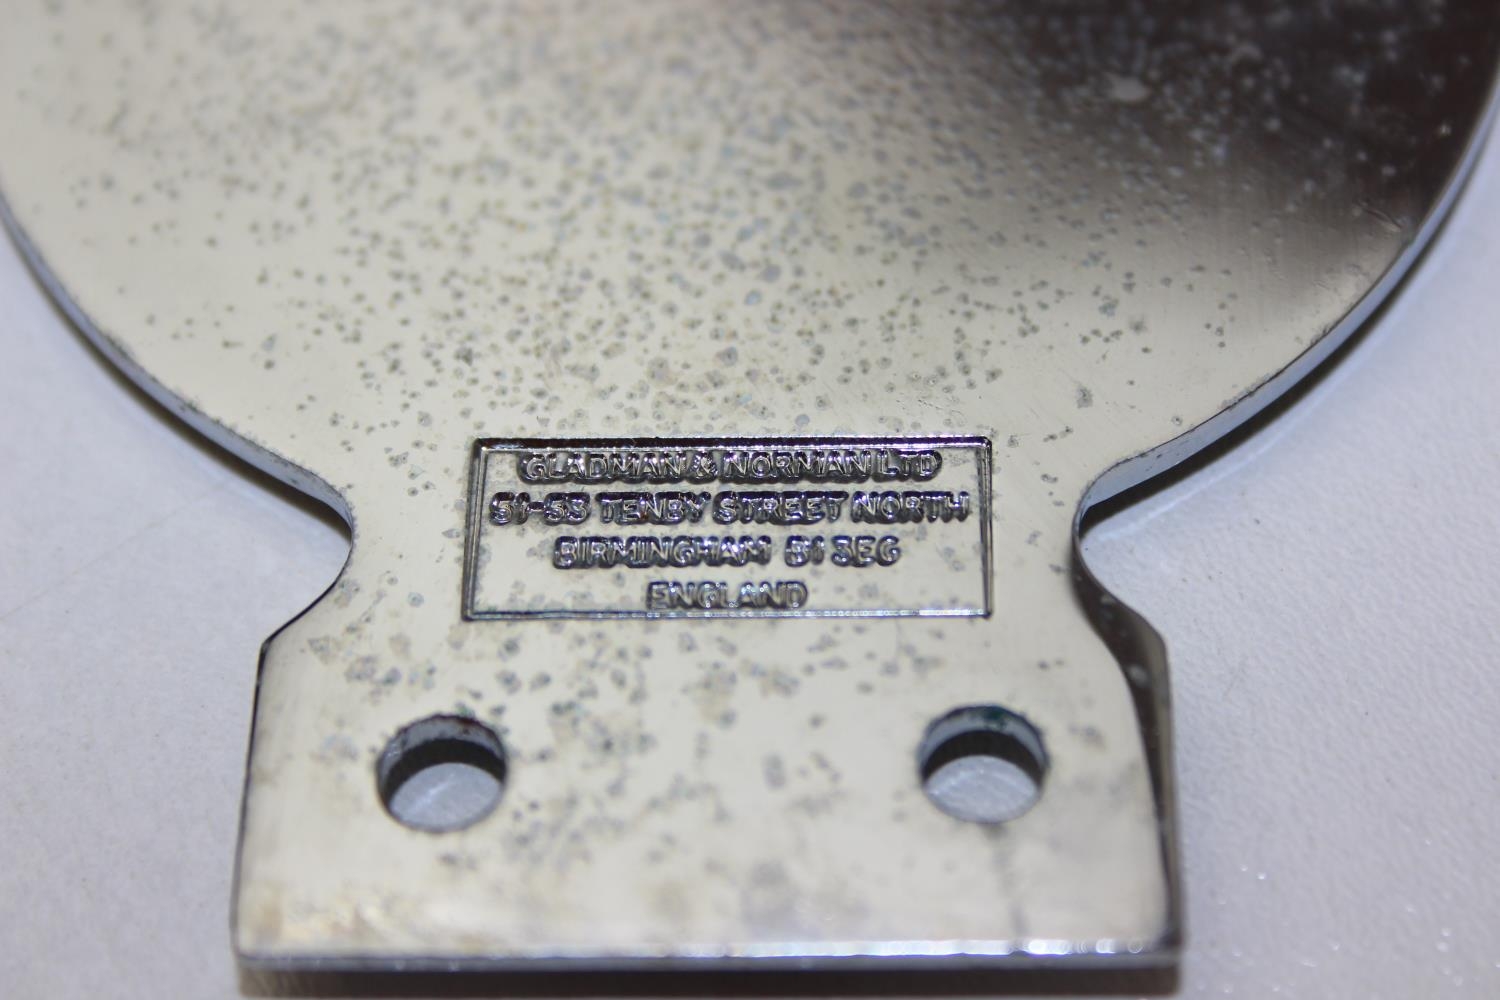 GLADMAN & NORMAN LTD
51-53 TENBY STREET NORTH
BIRMINGHAM B1 3EG
ENGLAND